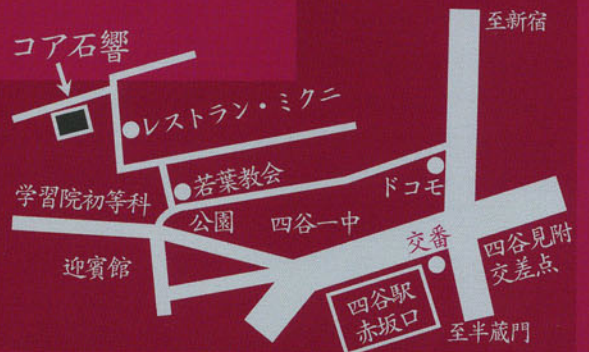 至新宿
コア石響
レストラン・ミクニ
若葉教会
ドコモ
学習院初等科
公園
四谷一中
交番
四谷見附
交差点
迎賓館
四谷駅
赤坂口
至半蔵門